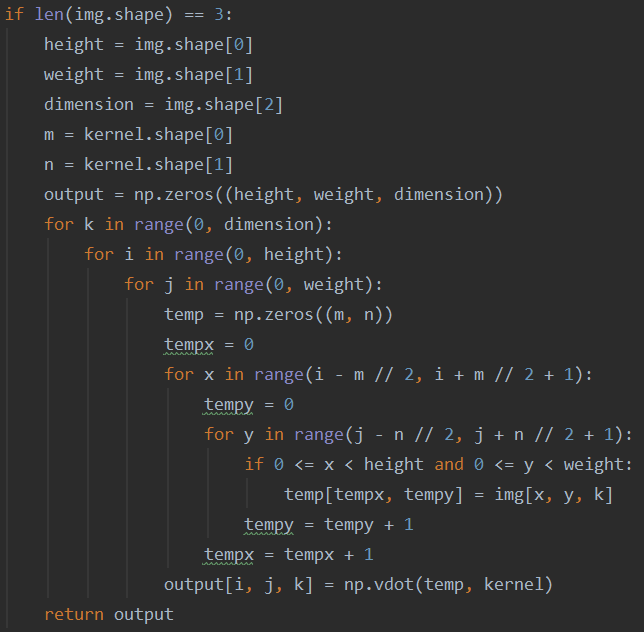 if len(img.shape) == 3:
    height = img.shape[0]
    weight = img.shape[1]
    dimension = img.shape[2]
    m = kernel.shape[0]
    n = kernel.shape[1]
    output = np.zeros((height, weight, dimension))
    for k in range(0, dimension):
        for i in range(0, height):
            for j in range(0, weight):
                temp = np.zeros((m, n))
                tempx = 0
                for x in range(i - m // 2, i + m // 2 + 1):
                    tempy = 0
                    for y in range(j - n // 2, j + n // 2 + 1):
                        if 0 <= x < height and 0 <= y < weight:
                            temp[tempx, tempy] = img[x, y, k]
                        tempy = tempy + 1
                    tempx = tempx + 1
                output[i, j, k] = np.vdot(temp, kernel)
    return output